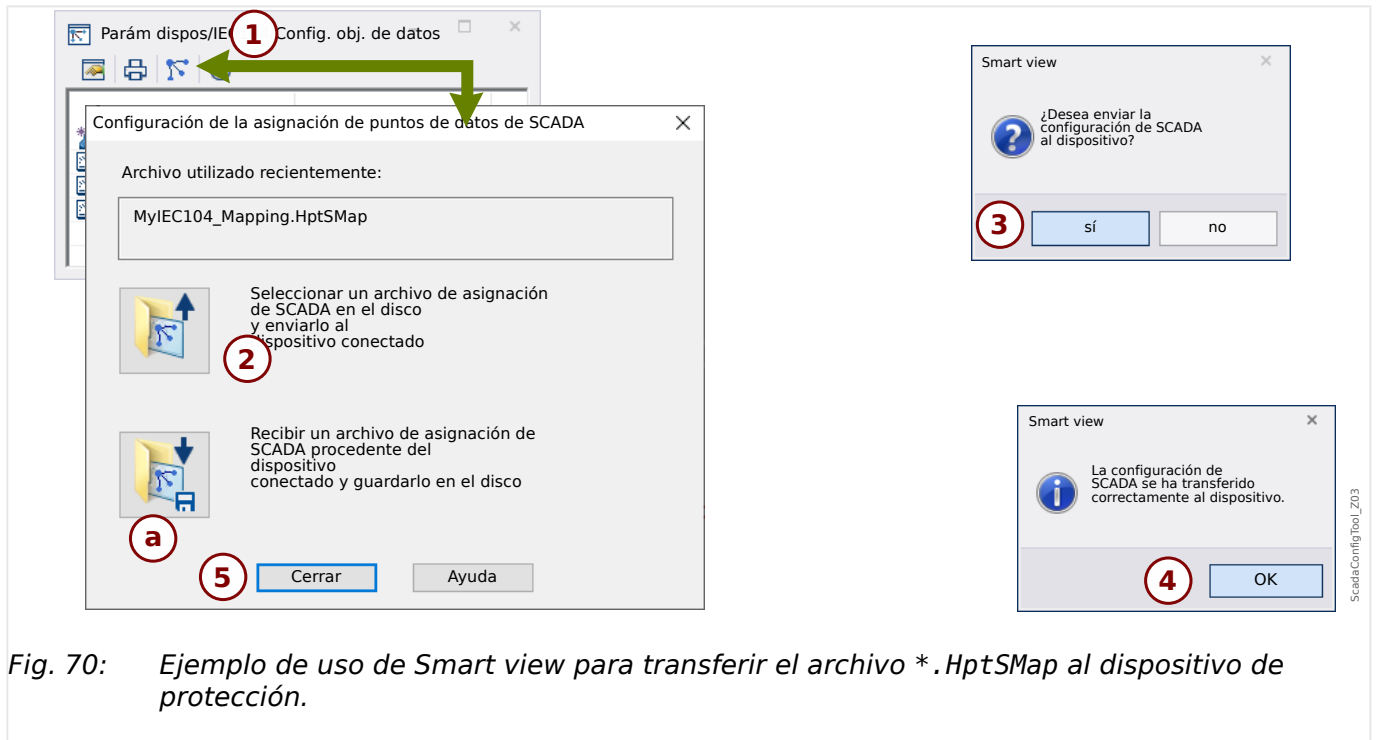 Parám dispos/IE
1
Config. obj. de datos
Configuración de la asignación de puntos de datos de SCADA
Archivo utilizado recientemente:
MyIEC104_Mapping.HptSMap
Seleccionar un archivo de asignación
de SCADA en el disco
y enviarlo al
dispositivo conectado
2
Recibir un archivo de asignación de
SCADA procedente del
dispositivo
conectado y guardarlo en el disco
a
5
Cerrar
Ayuda
Smart view
¿Desea enviar la
configuración de SCADA
al dispositivo?
3
sí
no
Smart view
La configuración de
SCADA se ha transferido
correctamente al dispositivo.
4
OK
ScadaConfigTool_Z03
Fig. 70: Ejemplo de uso de Smart view para transferir el archivo *.HptSMap al dispositivo de
protección.